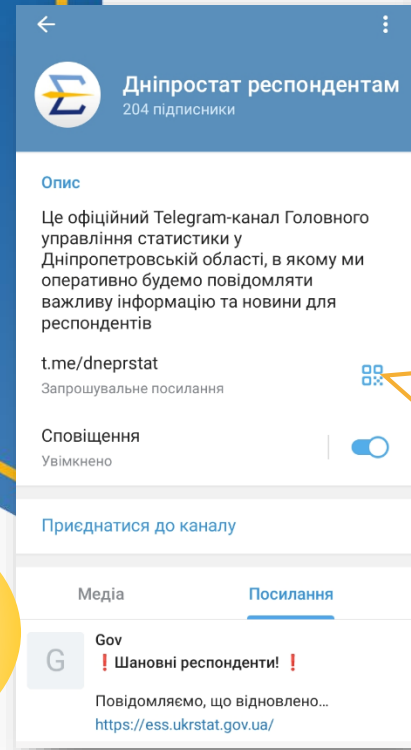 Дніпростат респондентам
204 підписники
Опис
Це офіційний Telegram-канал Головного
управління статистики у
Дніпропетровській області, в якому ми
оперативно будемо повідомляти
важливу інформацію та новини для
респондентів
t.me/dneprstat
Запрошувальне посилання
Сповіщення
Увімкнено
Приєднатися до каналу
Медіа
Посилання
G
Gov
❗ Шановні респонденти! ❗
Повідомляємо, що відновлено...
https://ess.ukrstat.gov.ua/